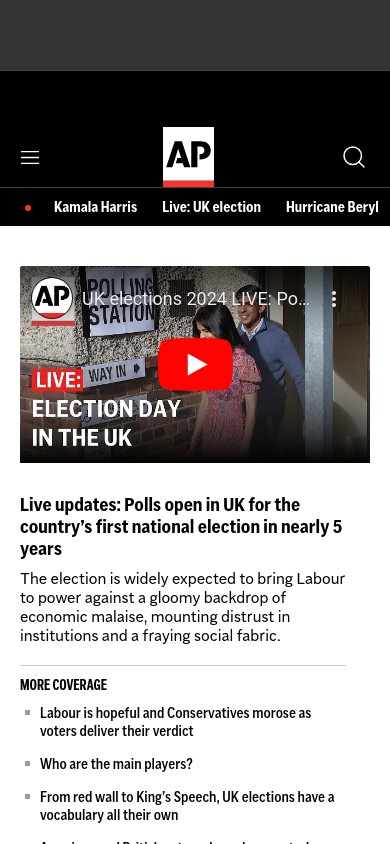 AP
Kamala Harris Live: UK election Hurricane Beryl
AP
UK elections 2024 LIVE: Po...
POLLING
STATION
WAY IN
LIVE:
ELECTION DAY
IN THE UK
Live updates: Polls open in UK for the
country’s first national election in nearly 5
years
The election is widely expected to bring Labour
to power against a gloomy backdrop of
economic malaise, mounting distrust in
institutions and a fraying social fabric.
MORE COVERAGE
Labour is hopeful and Conservatives morose as
voters deliver their verdict
Who are the main players?
From red wall to King’s Speech, UK elections have a
vocabulary all their own